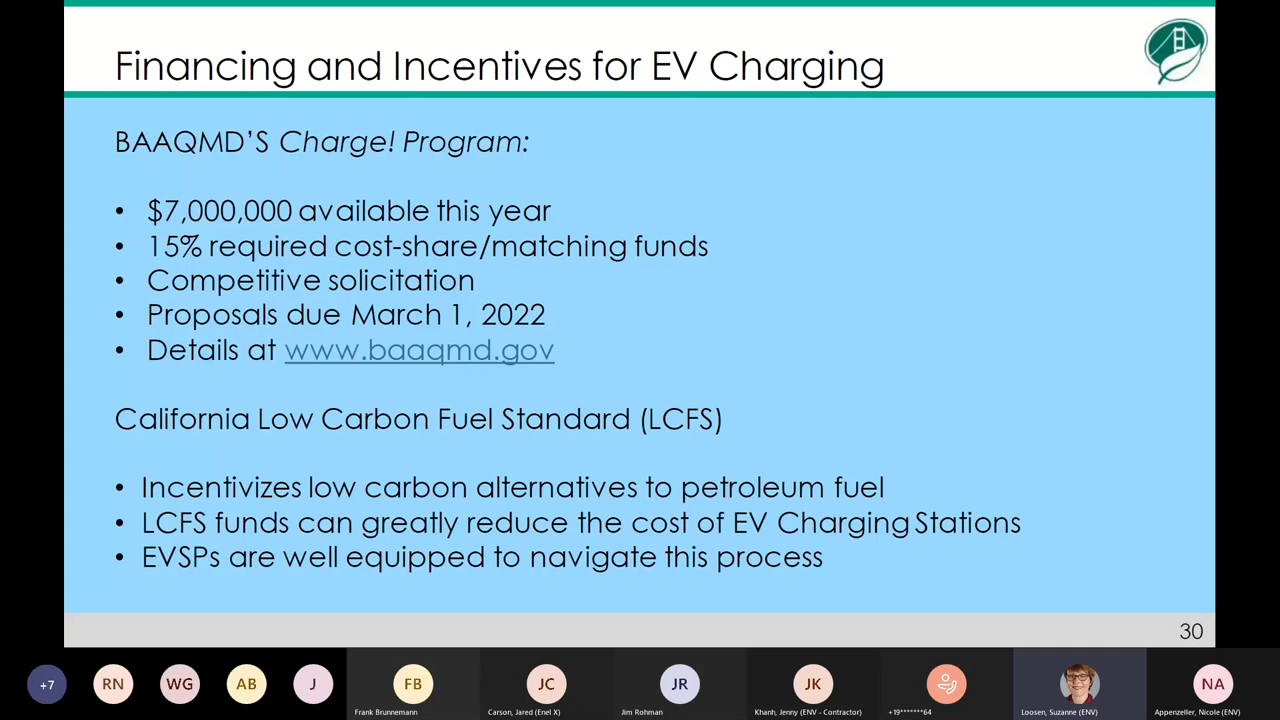 Financing and Incentives for EV Charging
BAAQMD'S Charge! Program:
• $7,000,000 available this year
• 15% required cost-share/matching funds
• Competitive solicitation
• Proposals due March 1, 2022
• Details at www.baaqmd.gov
California Low Carbon Fuel Standard (LCFS)
• Incentivizes low carbon alternatives to petroleum fuel
• LCFS funds can greatly reduce the cost of EV Charging Stations
• EVSPs are well equipped to navigate this process
30
+7 RN WG AB J FB JC JR JK NA
Frank Brunnemann Carson, Jared (Enel X) Jim Rohman Khanh, Jenny (ENV - Contractor) +19*******64 Loosen, Suzanne (ENV) Appenzeller, Nicole (ENV)